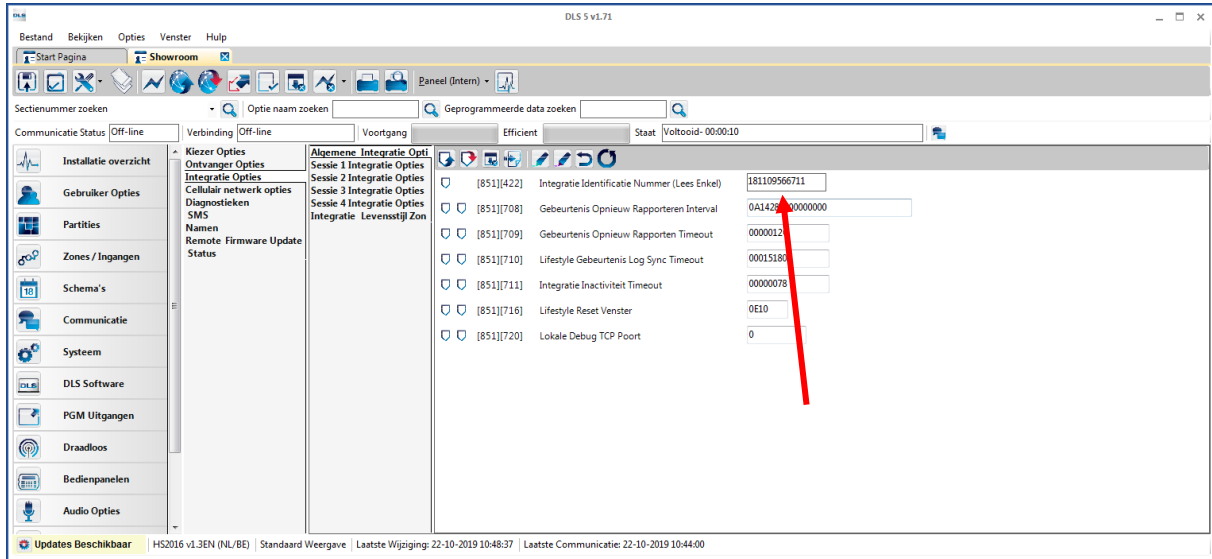 DLS 5 v1.71
Bestand Bekijken Opties Venster Hulp
Start Pagina Showroom
Paneel (Intern)
Sectienummer zoeken Optie naam zoeken Geprogrammeerde data zoeken
Communicatie Status Off-line Verbinding Off-line Voortgang Efficient Staat Voltooid- 00:00:10
Installatie overzicht
Gebruiker Opties
Partities
Zones / Ingangen
18
Schema's
Communicatie
Systeem
DLS
DLS Software
PGM Uitgangen
Draadloos
Bedienpanelen
Audio Opties
Kiezer Opties
Ontvanger Opties
Integratie Opties
Cellulair netwerk opties
Diagnostieken
SMS
Namen
Remote Firmware Update
Status
Algemene Integratie Opti
Sessie 1 Integratie Opties
Sessie 2 Integratie Opties
Sessie 3 Integratie Opties
Sessie 4 Integratie Opties
Integratie Levensstijl Zon
[851][422] Integratie Identificatie Nummer (Lees Enkel) 181109566711
[851][708] Gebeurtenis Opnieuw Rapporteren Interval
[851][709] Gebeurtenis Opnieuw Rapporten Timeout
[851][710] Lifestyle Gebeurtenis Log Sync Timeout 00015180
[851][711] Integratie Inactiviteit Timeout 00000078
[851][716] Lifestyle Reset Venster 0E10
[851][720] Lokale Debug TCP Poort 0
Updates Beschikbaar HS2016 v1.3EN (NL/BE) Standaard Weergave Laatste Wijziging: 22-10-2019 10:48:37 Laatste Communicatie: 22-10-2019 10:44:00